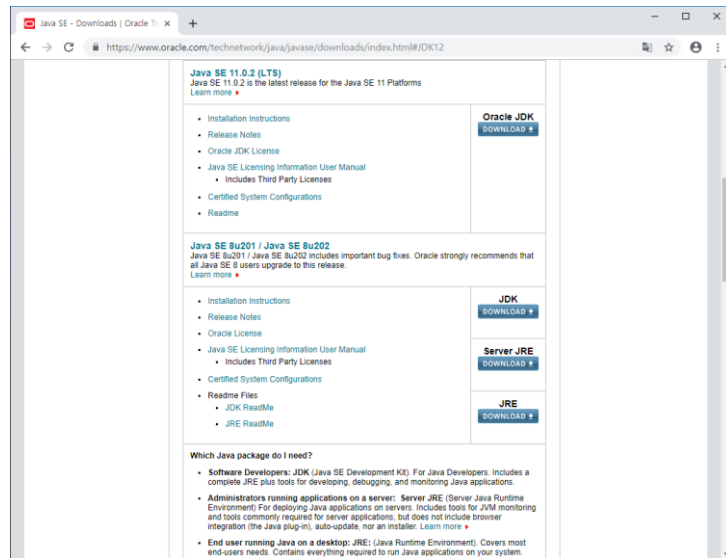 Java SE - Downloads | Oracle Te
https://www.oracle.com/technetwork/java/javase/downloads/index.html#JDK12
Java SE 11.0.2 (LTS)
Java SE 11.0.2 is the latest release for the Java SE 11 Platforms
Learn more
Installation Instructions
Release Notes
Oracle JDK License
Java SE Licensing Information User Manual
Includes Third Party Licenses
Certified System Configurations
Readme
Oracle JDK
DOWNLOAD
Java SE 8u201 / Java SE 8u202
Java SE 8u201 / Java SE 8u202 includes important bug fixes. Oracle strongly recommends that
all Java SE 8 users upgrade to this release.
Learn more
Installation Instructions
Release Notes
Oracle License
Java SE Licensing Information User Manual
Includes Third Party Licenses
Certified System Configurations
Readme Files
JDK ReadMe
JRE ReadMe
JDK
DOWNLOAD
Server JRE
DOWNLOAD
JRE
DOWNLOAD
Which Java package do I need?
Software Developers: JDK (Java SE Development Kit). For Java Developers. Includes a
complete JRE plus tools for developing, debugging, and monitoring Java applications.
Administrators running applications on a server: Server JRE (Server Java Runtime
Environment) For deploying Java applications on servers. Includes tools for JVM monitoring
and tools commonly required for server applications, but does not include browser
integration (the Java plug-in), auto-update, nor an installer. Learn more
End user running Java on a desktop: JRE: (Java Runtime Environment). Covers most
end-users needs. Contains everything required to run Java applications on your system.